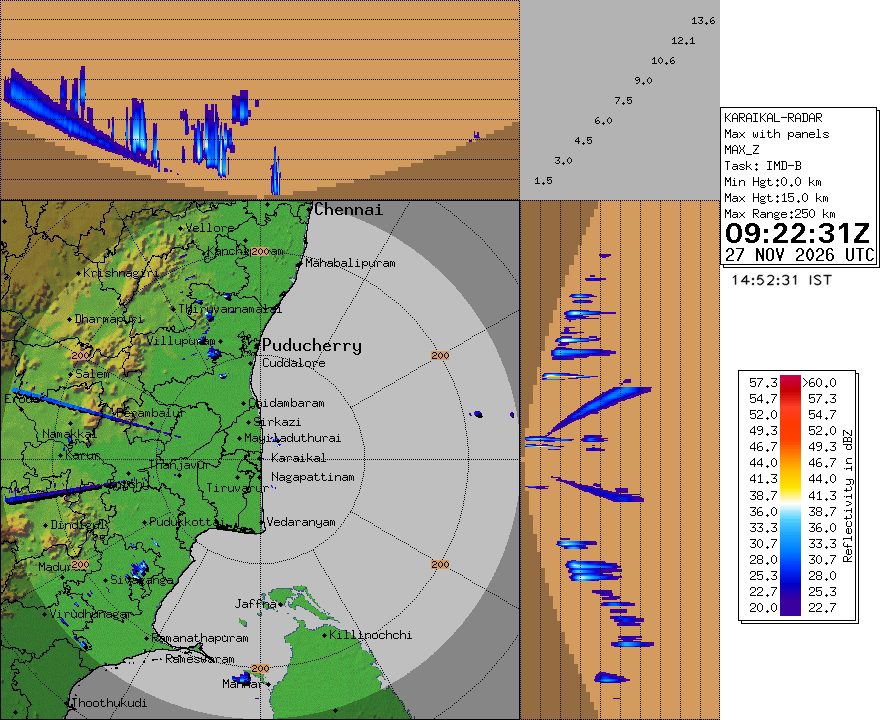 13.6
12.1
10.6
9.0
7.5
6.0
4.5
3.0
1.5
KARAIKAL-RADAR
Max with panels
MAX_Z
Task: IMD-B
Min Hgt:0.0 km
Max Hgt:15.0 km
Max Range:250 km
09:22:31Z
27 NOV 2026 UTC
14:52:31 IST
Chennai
Vellore
200
Mahabalipuram
Krishnagiri
Thiruvannamalai
Dharmapuri
Villupuram
Puducherry
200
200
Cuddalore
Salem
Erode
Chidambaram
Perambalur
Sirkazi
Namakkal
Mayiladuthurai
Karur
Karaikal
Thanjavur
Nagapattinam
Tiruvarur
Pudukkottai
Vedaranyam
Dindigul
Madurai
200
200
Sivaganga
Jaffna
Virudhunagar
Killinochchi
Ramanathapuram
Rameswaram
200
Mannar
Thoothukudi
57.3 >60.0
54.7 57.3
52.0 54.7
49.3 52.0
46.7 49.3
44.0 46.7
41.3 44.0
38.7 41.3
36.0 38.7
33.3 36.0
30.7 33.3
28.0 30.7
25.3 28.0
22.7 25.3
20.0 22.7
Reflectivity in dBZ